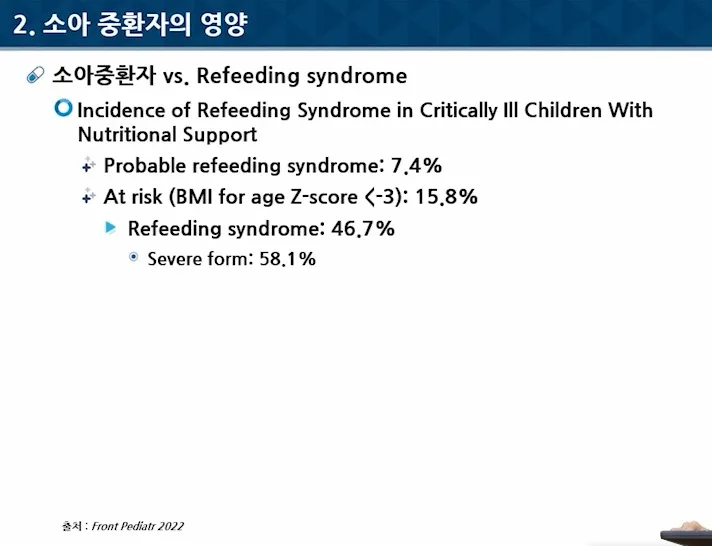 2. 소아 중환자의 영양
소아중환자 vs. Refeeding syndrome
Incidence of Refeeding Syndrome in Critically Ill Children With
Nutritional Support
Probable refeeding syndrome: 7.4%
At risk (BMI for age Z-score <-3): 15.8%
Refeeding syndrome: 46.7%
Severe form: 58.1%
출처 : Front Pediatr 2022